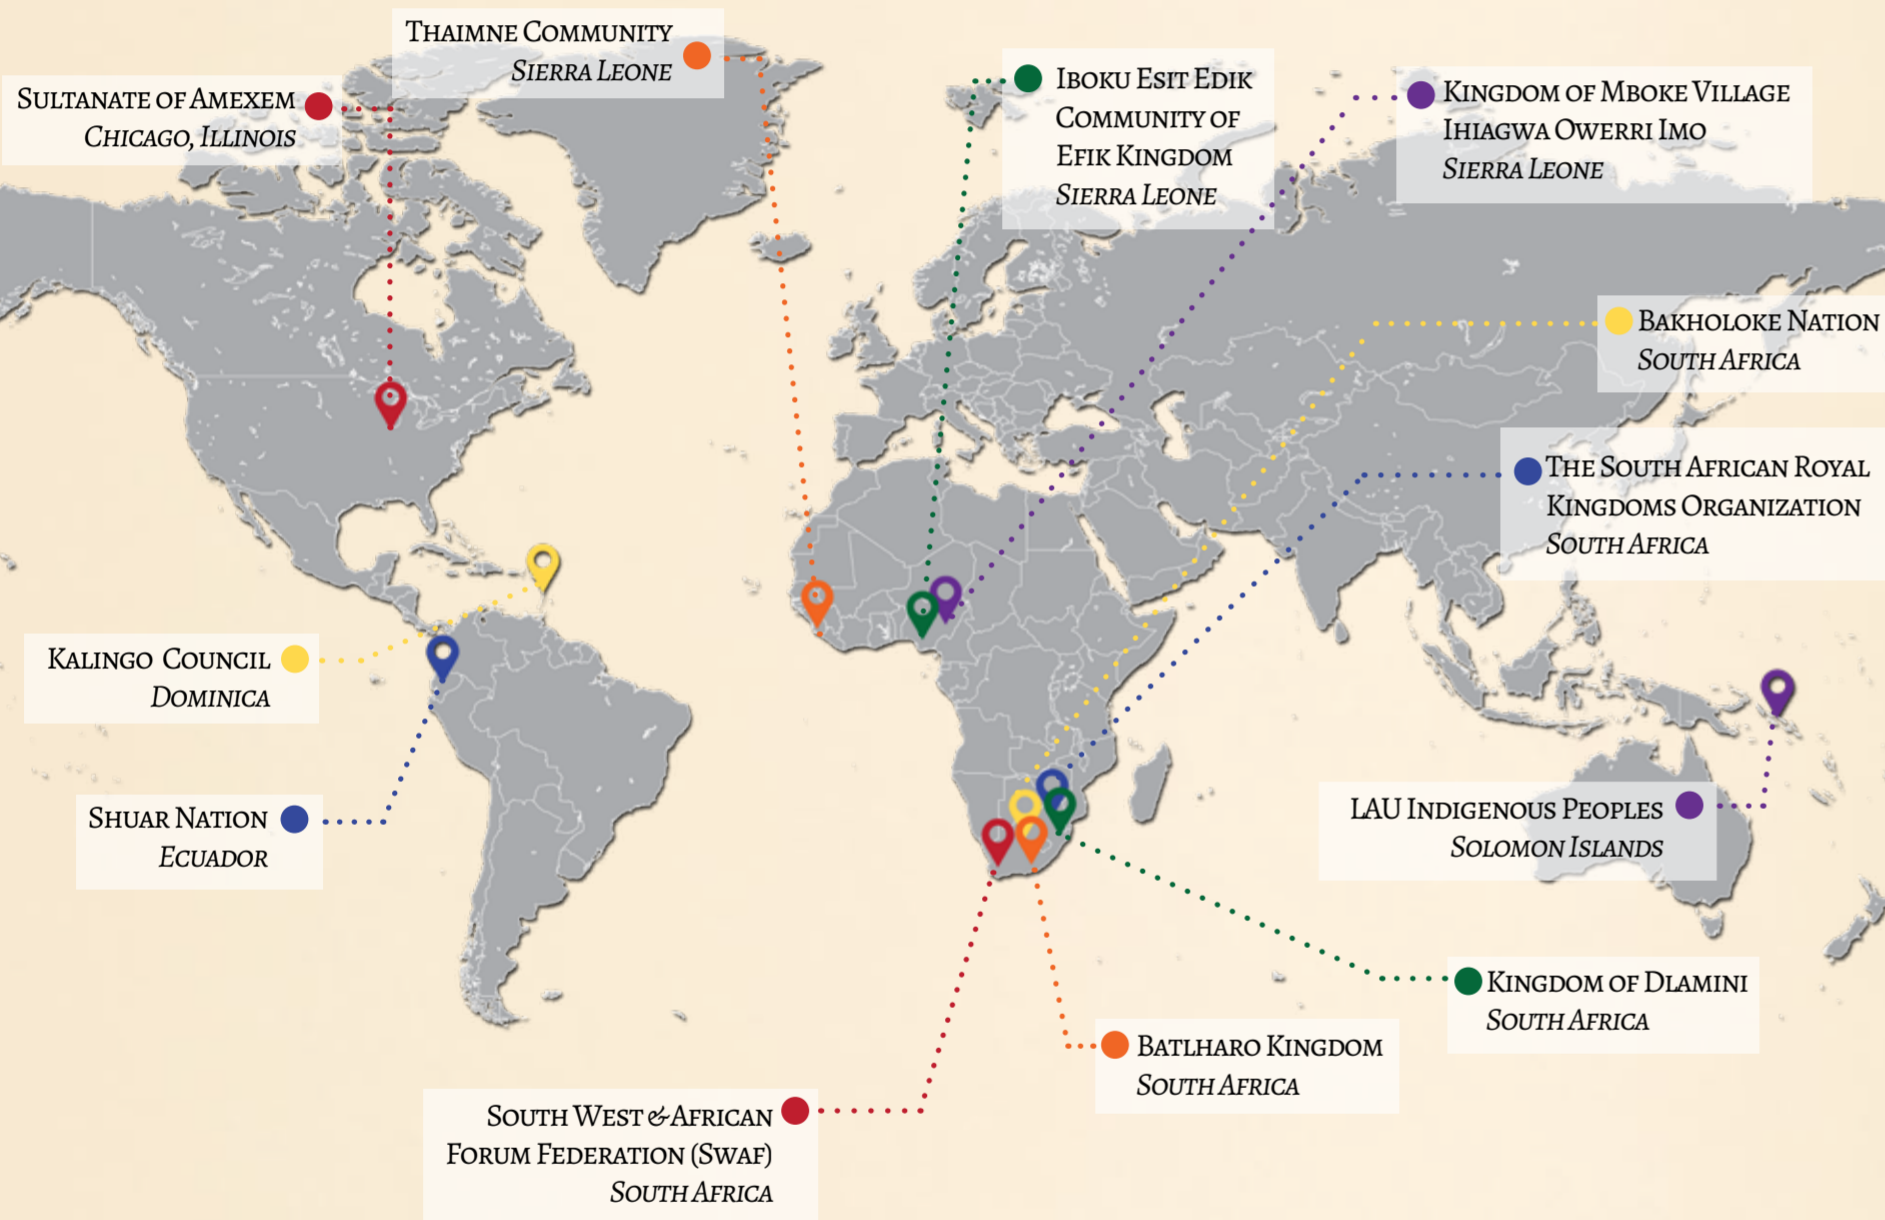 Thaimne Community
Sierra Leone
Sultanate of Amexem
Chicago, Illinois
Iboku Esit Edik
Community of
Efik Kingdom
Sierra Leone
Kingdom of Mboke Village
Ihiagwa Owerri Imo
Sierra Leone
Bakholoke Nation
South Africa
The South African Royal
Kingdoms Organization
South Africa
Kalingo Council
Dominica
Shuar Nation
Ecuador
LAU Indigenous Peoples
Solomon Islands
Kingdom of Dlamini
South Africa
Batlharo Kingdom
South Africa
South West & African
Forum Federation (Swaf)
South Africa